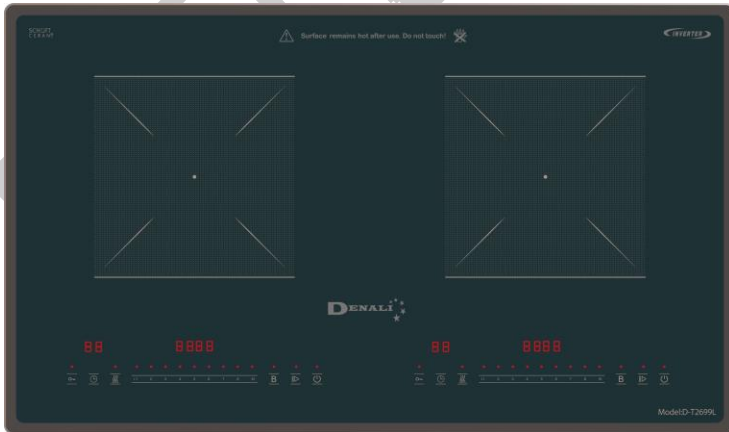 SCHOTT
CERAN
Surface remains hot after use. Do not touch!
INVERTER
DENALI
88 8888
88 8888
B
B
Model:D-T2699L